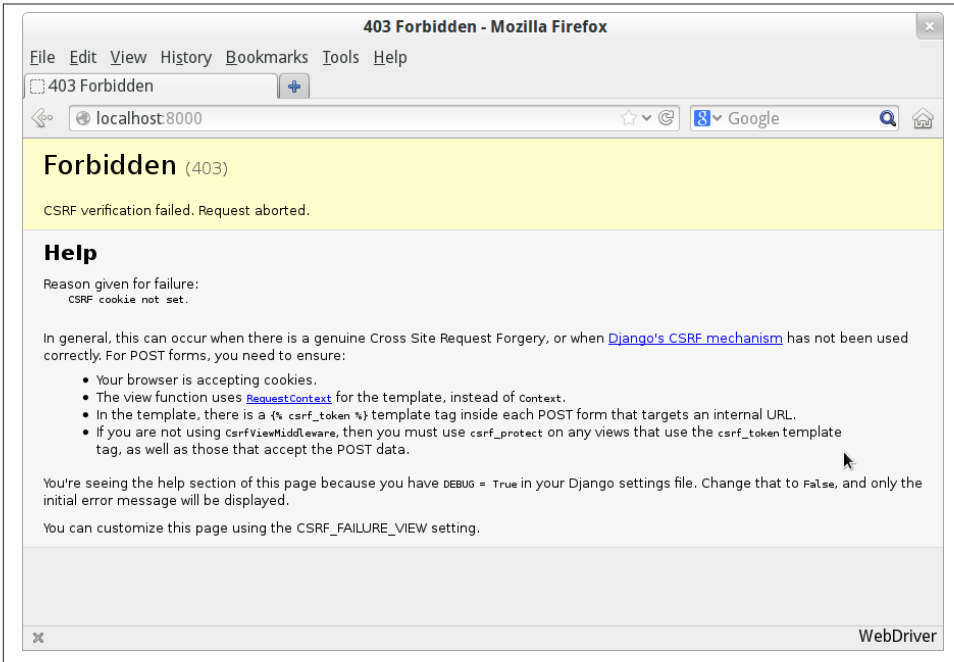 403 Forbidden - Mozilla Firefox
File Edit View History Bookmarks Tools Help
403 Forbidden
localhost:8000
Google
Forbidden (403)
CSRF verification failed. Request aborted.
Help
Reason given for failure:
CSRF cookie not set.
In general, this can occur when there is a genuine Cross Site Request Forgery, or when Django's CSRF mechanism has not been used
correctly. For POST forms, you need to ensure:
• Your browser is accepting cookies.
• The view function uses RequestContext for the template, instead of Context.
• In the template, there is a {% csrf_token %} template tag inside each POST form that targets an internal URL.
• If you are not using CsrfViewMiddleware, then you must use csrf_protect on any views that use the csrf_token template
tag, as well as those that accept the POST data.
You're seeing the help section of this page because you have DEBUG = True in your Django settings file. Change that to False, and only the
initial error message will be displayed.
You can customize this page using the CSRF_FAILURE_VIEW setting.
WebDriver